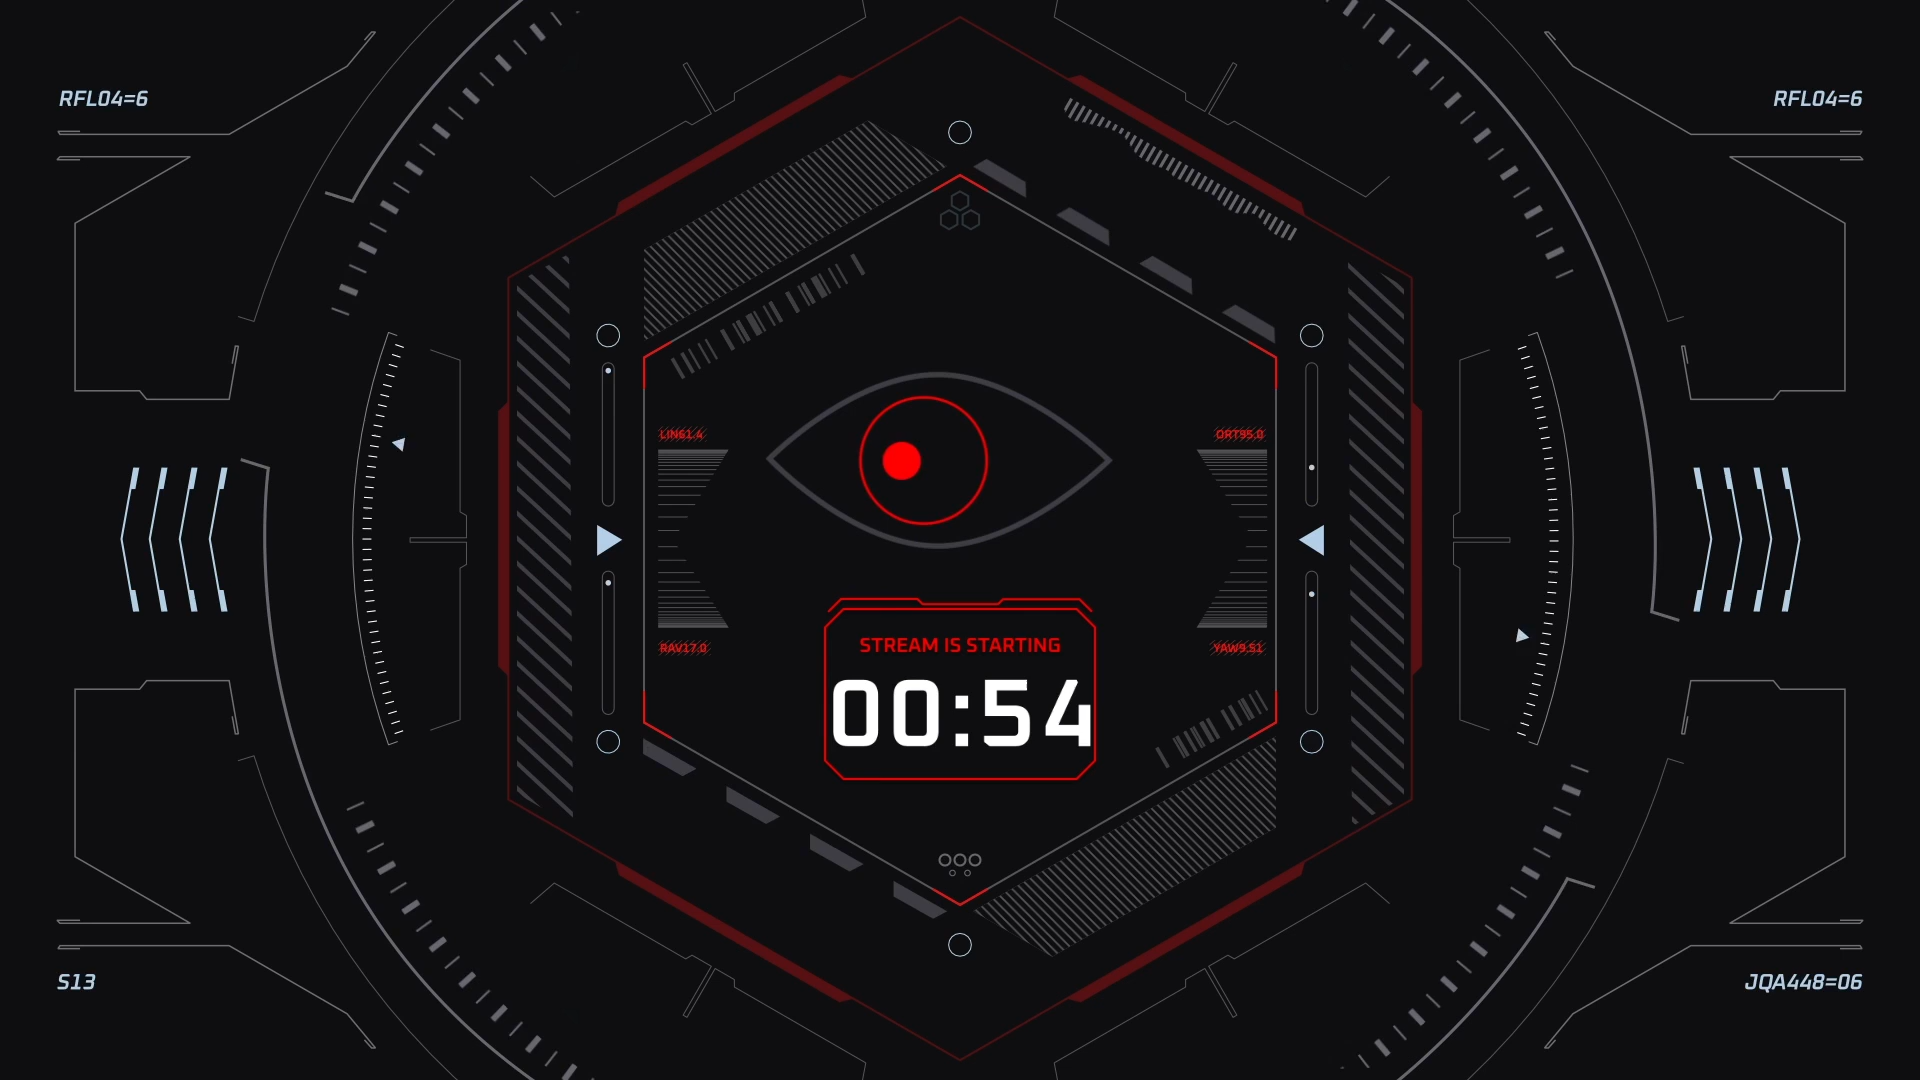 RFL04=6
RFL04=6
LIN61.4
ORT95.0
STREAM IS STARTING
RAV17.0
YAW9.51
00:54
S13
JQA448=06